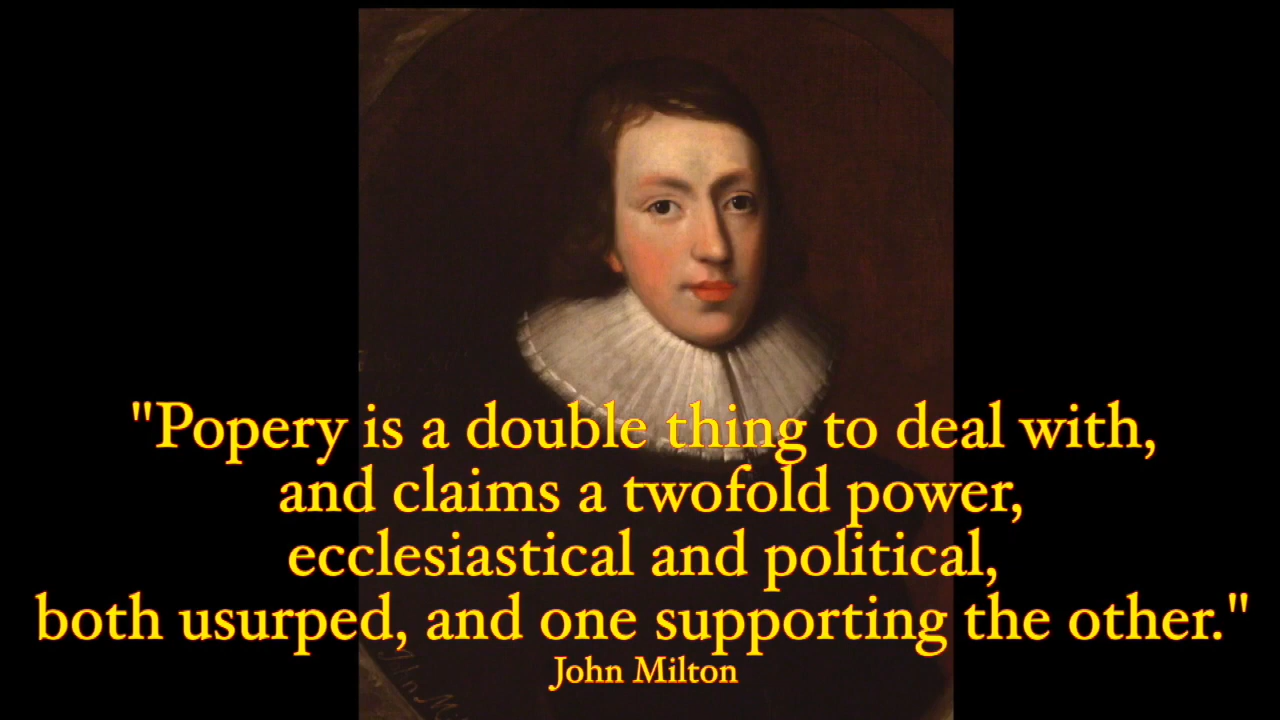 "Popery is a double thing to deal with,
and claims a twofold power,
ecclesiastical and political,
both usurped, and one supporting the other."
John Milton